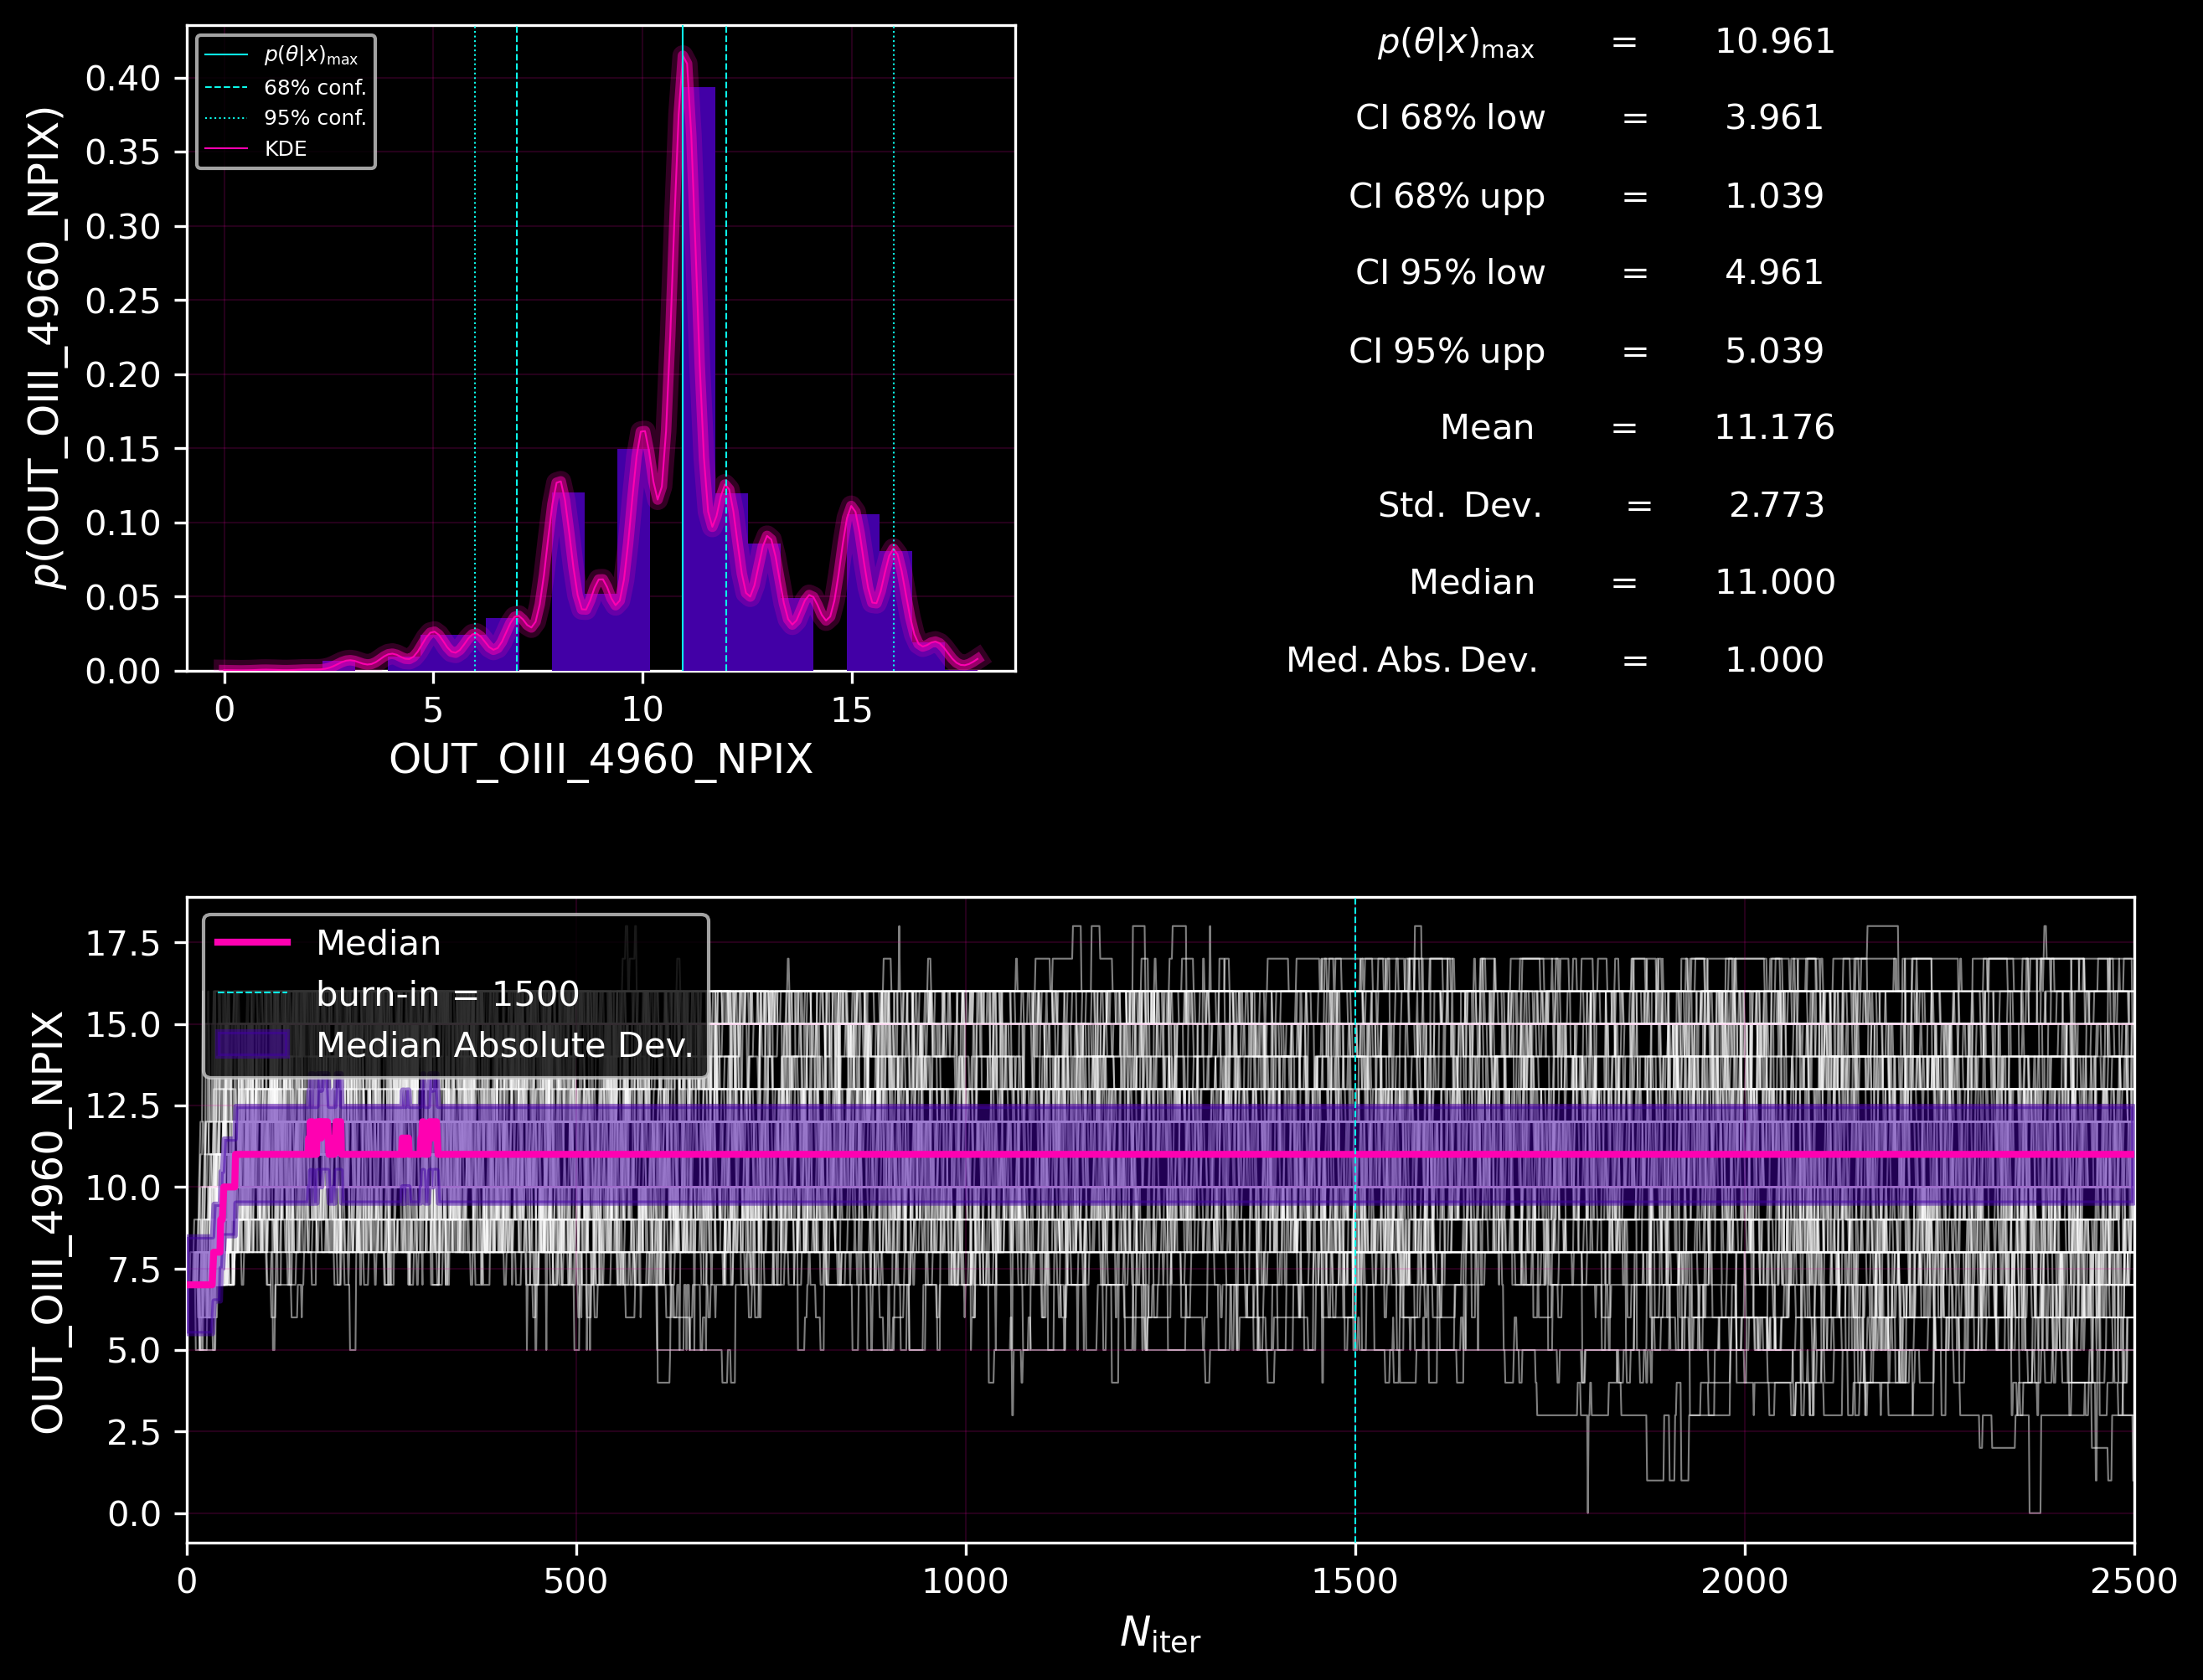 p(θ|x)max
68% conf.
95% conf.
KDE
0.40
0.35
0.30
0.25
0.20
0.15
0.10
0.05
0.00
p(OUT_OIII_4960_NPIX)
0 5 10 15
OUT_OIII_4960_NPIX
p(θ|x)max = 10.961
CI 68% low = 3.961
CI 68% upp = 1.039
CI 95% low = 4.961
CI 95% upp = 5.039
Mean = 11.176
Std. Dev. = 2.773
Median = 11.000
Med. Abs. Dev. = 1.000
Median
burn-in = 1500
Median Absolute Dev.
17.5
15.0
12.5
10.0
7.5
5.0
2.5
0.0
OUT_OIII_4960_NPIX
0 500 1000 1500 2000 2500
Niter